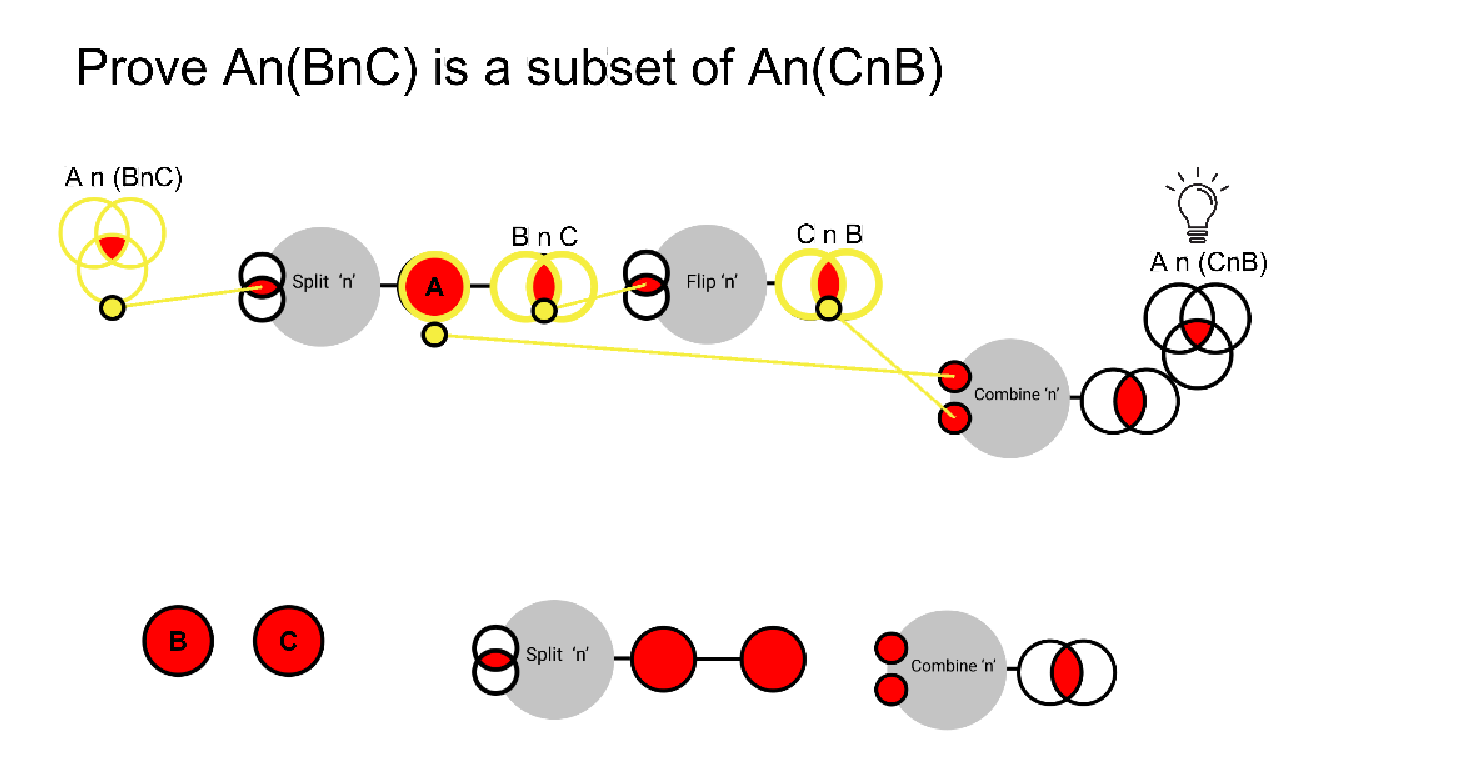 Prove An(BnC) is a subset of An(CnB)
A n (BnC)
B n C
C n B
A n (CnB)
Split 'n'
A
Flip 'n'
Combine 'n'
B
C
Split 'n'
Combine 'n'